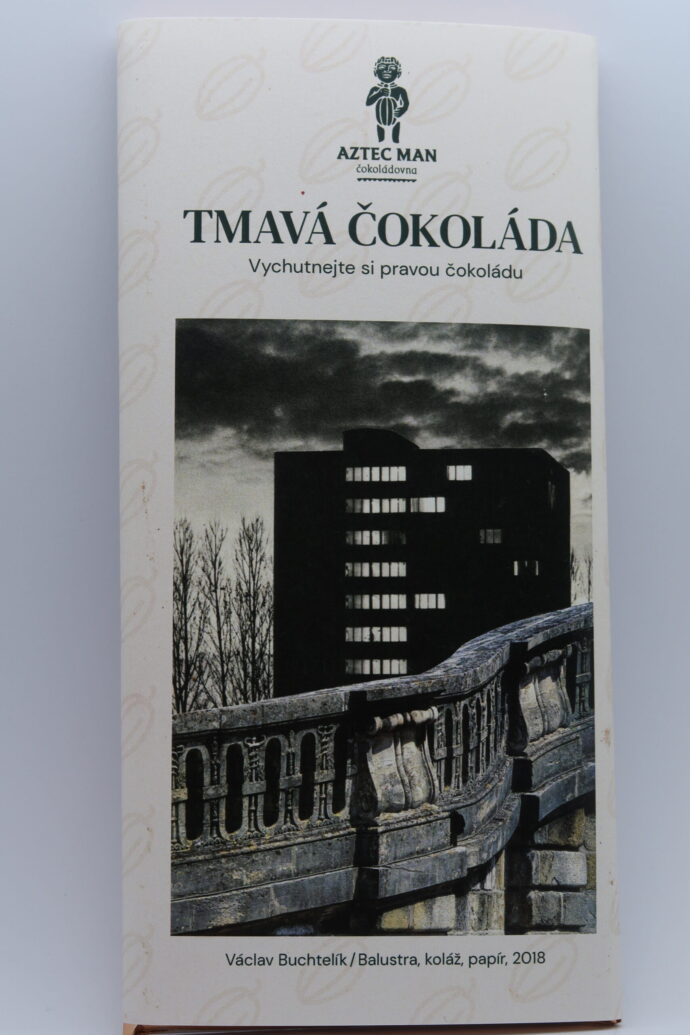 AZTEC MAN
čokoládovna
TMAVÁ ČOKOLÁDA
Vychutnejte si pravou čokoládu
Václav Buchtelík / Balustra, koláž, papír, 2018